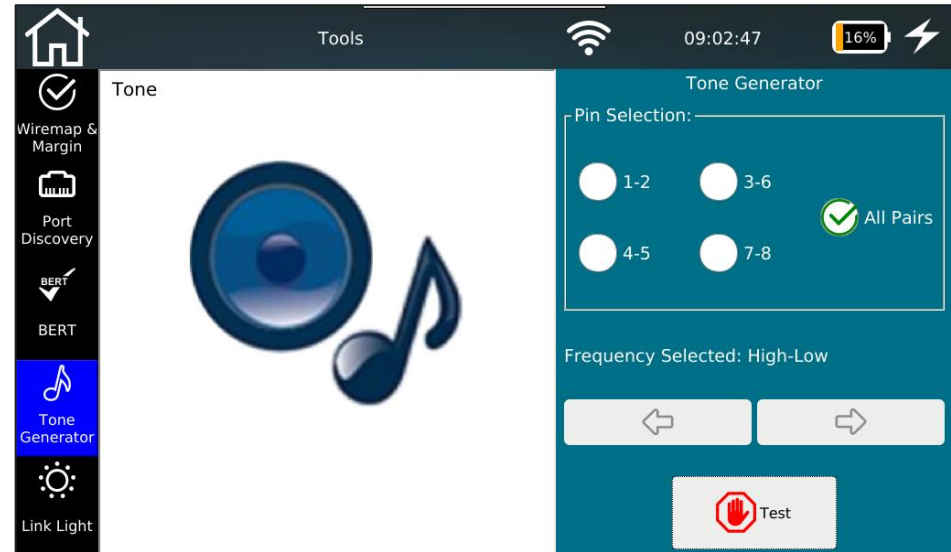 Tools
09:02:47
16%
Wiremap &
Margin
Port
Discovery
BERT
BERT
Tone
Generator
Link Light
Tone
Tone Generator
Pin Selection:
1-2
3-6
All Pairs
4-5
7-8
Frequency Selected: High-Low
Test